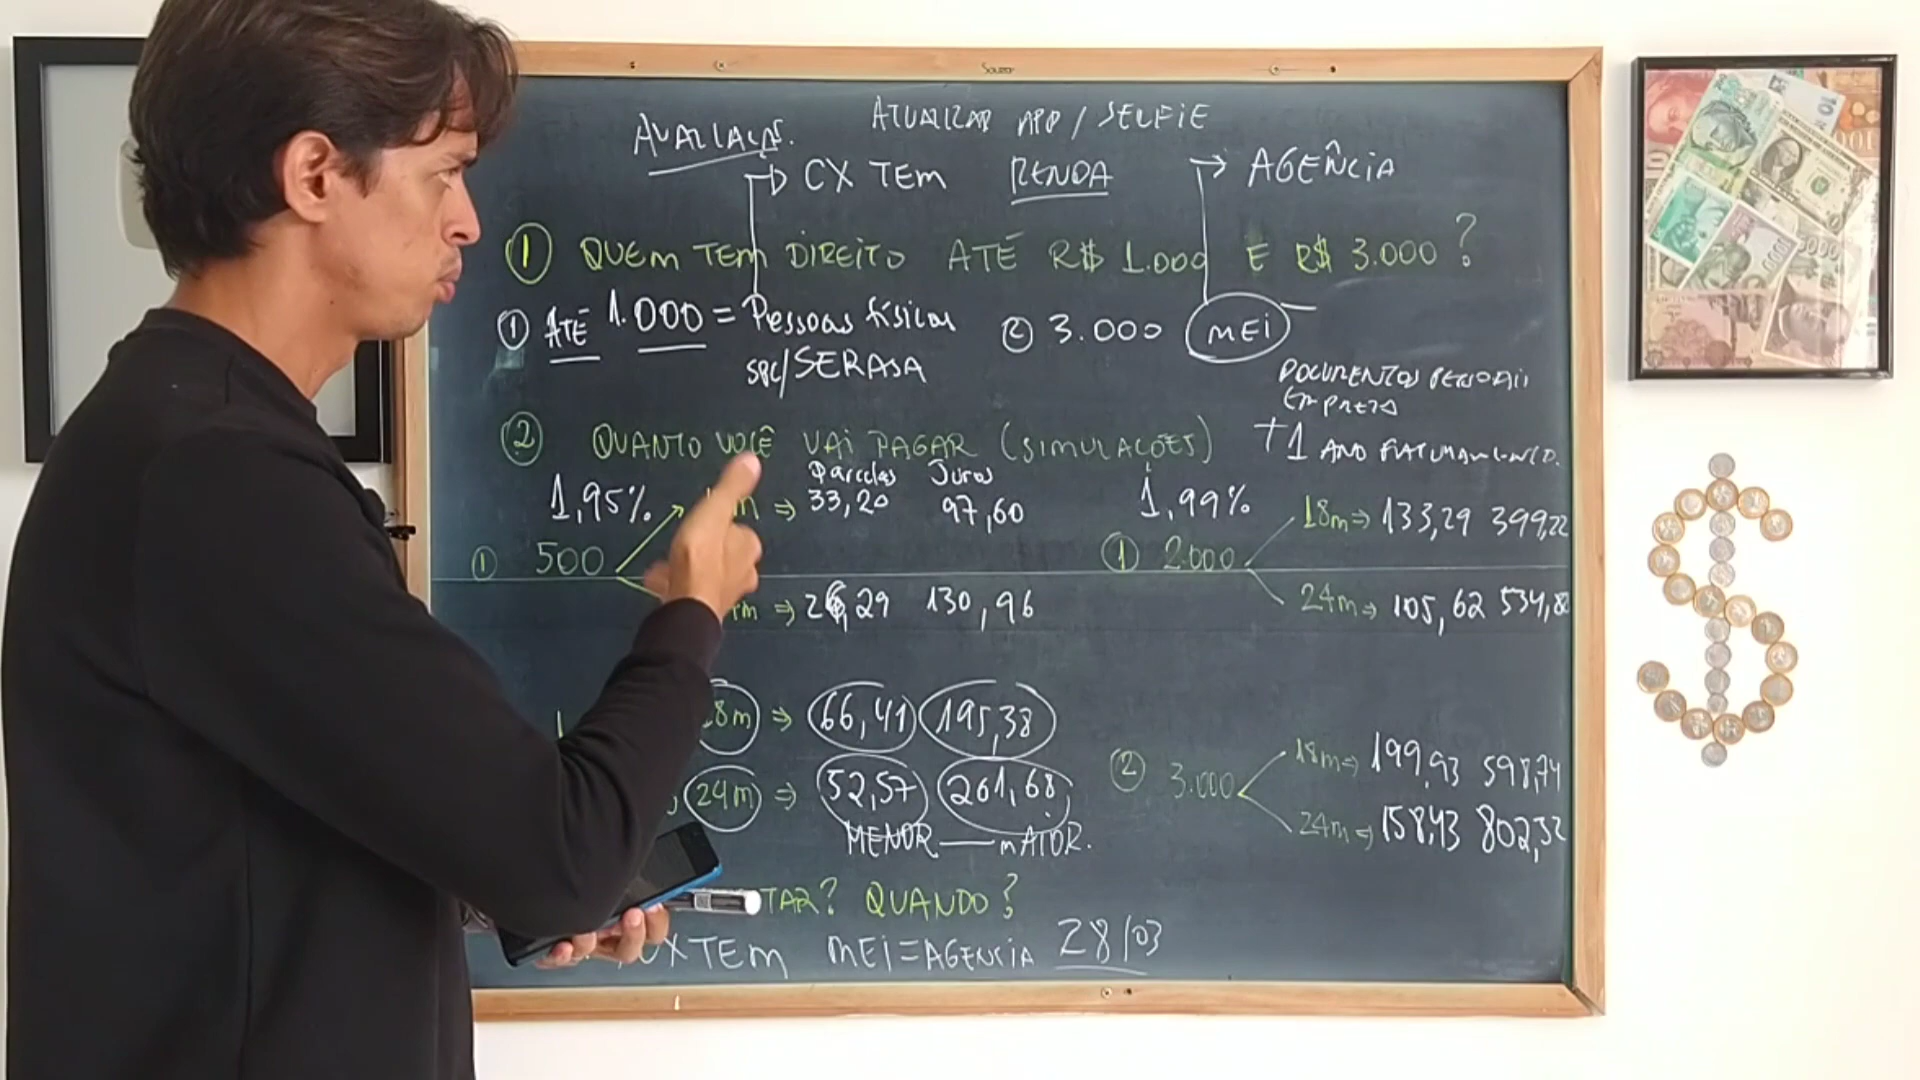 Souza
ATUALIZAR APP / SELFIE
AVALIAÇÃO.
CX TEM RENDA → AGÊNCIA
① QUEM TEM DIREITO ATÉ R$ 1.000 E R$ 3.000 ?
① ATÉ 1.000 = Pessoas físicas
SPC/SERASA
② 3.000 MEI
DOCUMENTOS PESSOAIS
EMPRESA
+1 ANO FATURAMENTO.
② QUANTO VOCÊ VAI PAGAR (SIMULAÇÕES)
Parcelas Juros
1,95% m ⇒ 33,20 97,60
① 500
m ⇒ 26,29 130,96
1,99%
① 2.000
18m ⇒ 133,29 399,22
24m ⇒ 105,62 534,88
18m ⇒ 66,41 195,38
24m ⇒ 52,57 261,68
MENOR — MAIOR.
② 3.000
18m ⇒ 199,93 598,74
24m ⇒ 158,43 802,32
TAR? QUANDO?
CX TEM MEI = AGENCIA 28/03